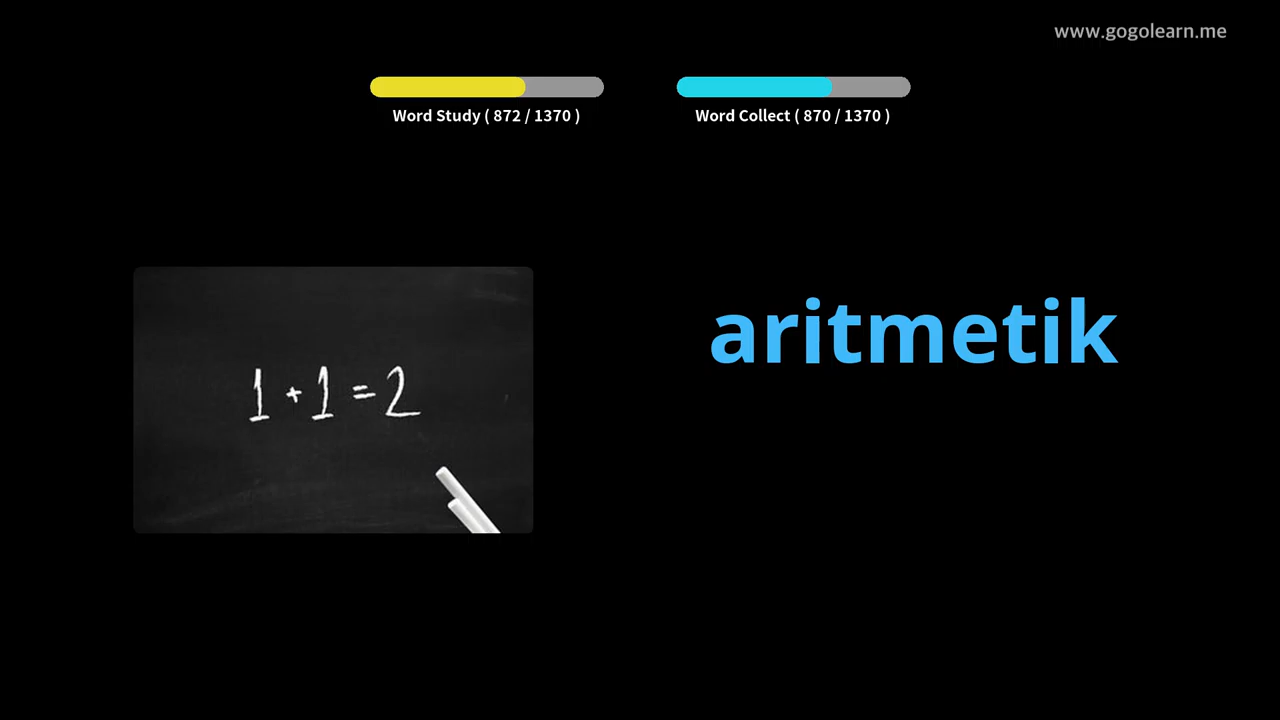 www.gogolearn.me
Word Study ( 872 / 1370 )
Word Collect ( 870 / 1370 )
aritmetik
1 + 1 = 2